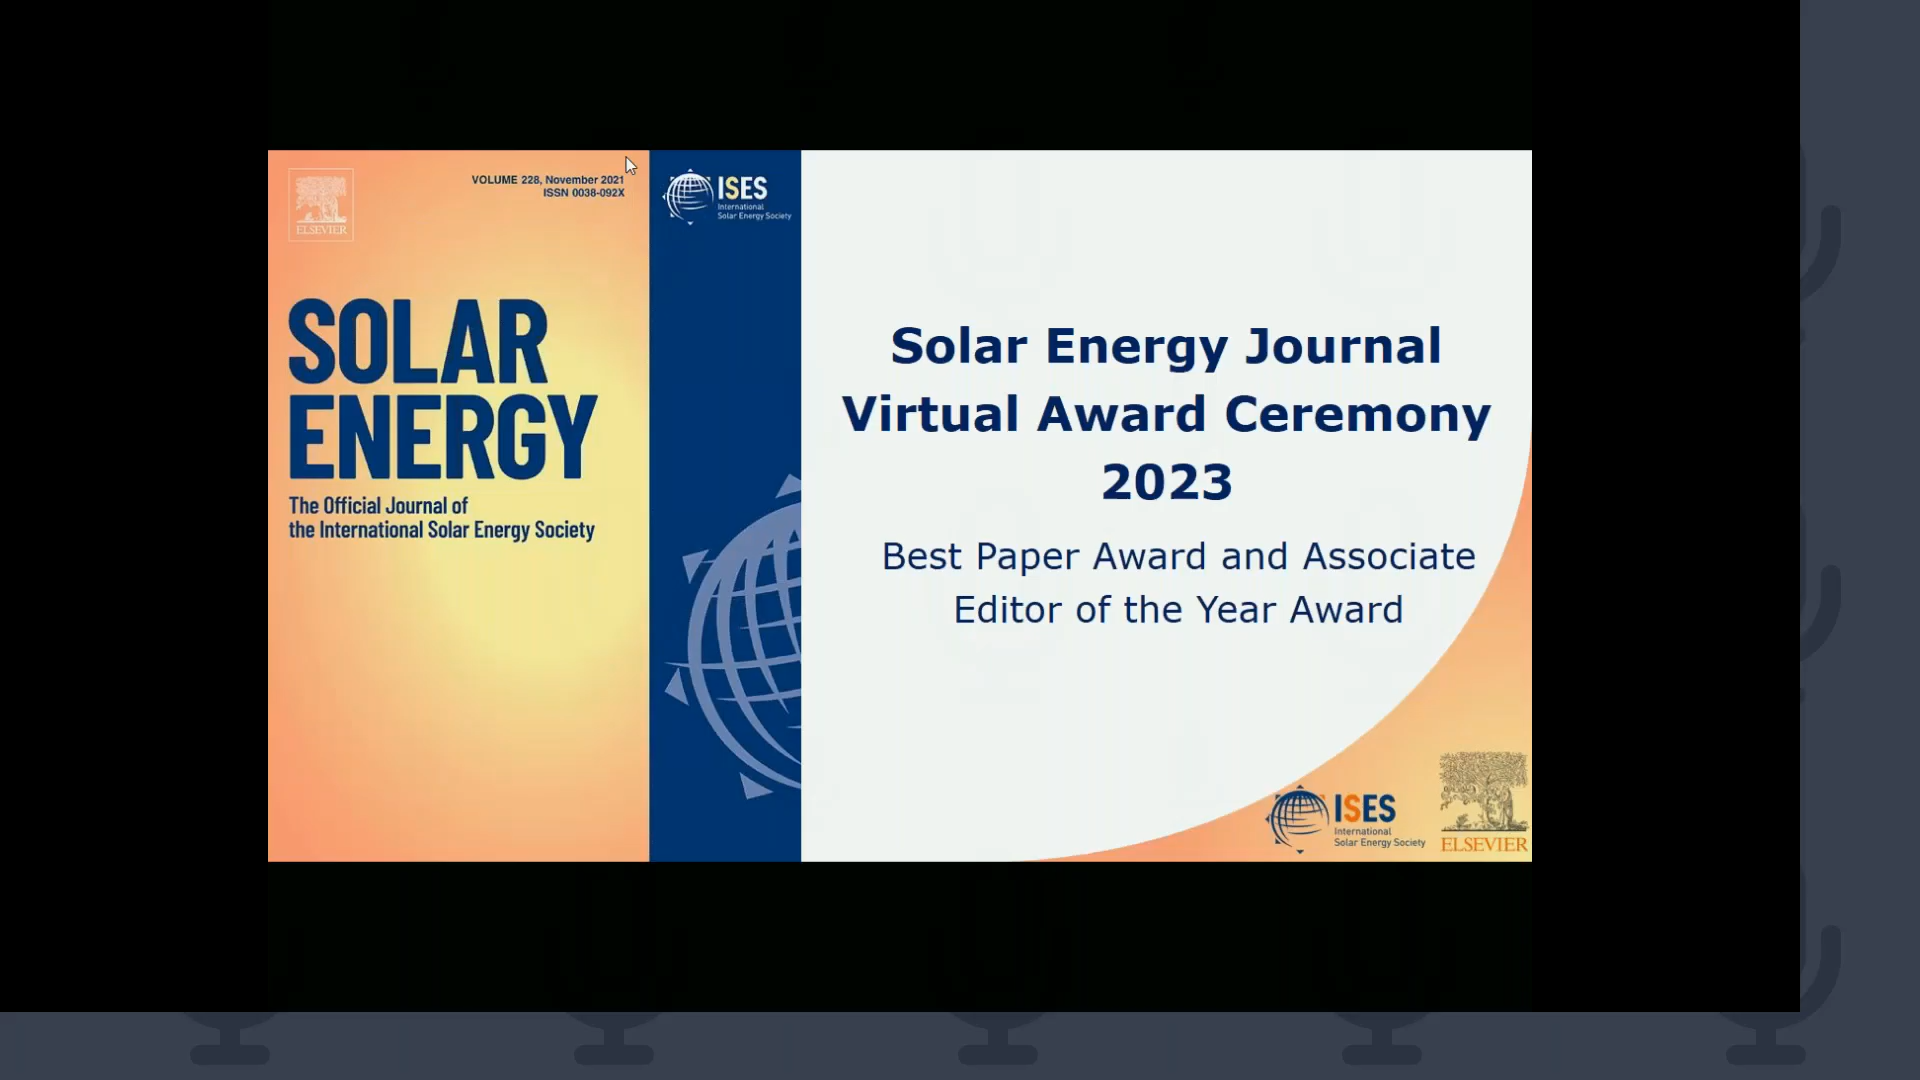 ELSEVIER
VOLUME 228, November 2021
ISSN 0038-092X
SOLAR
ENERGY
The Official Journal of
the International Solar Energy Society
ISES
International
Solar Energy Society
Solar Energy Journal
Virtual Award Ceremony
2023
Best Paper Award and Associate
Editor of the Year Award
ISES
International
Solar Energy Society
ELSEVIER